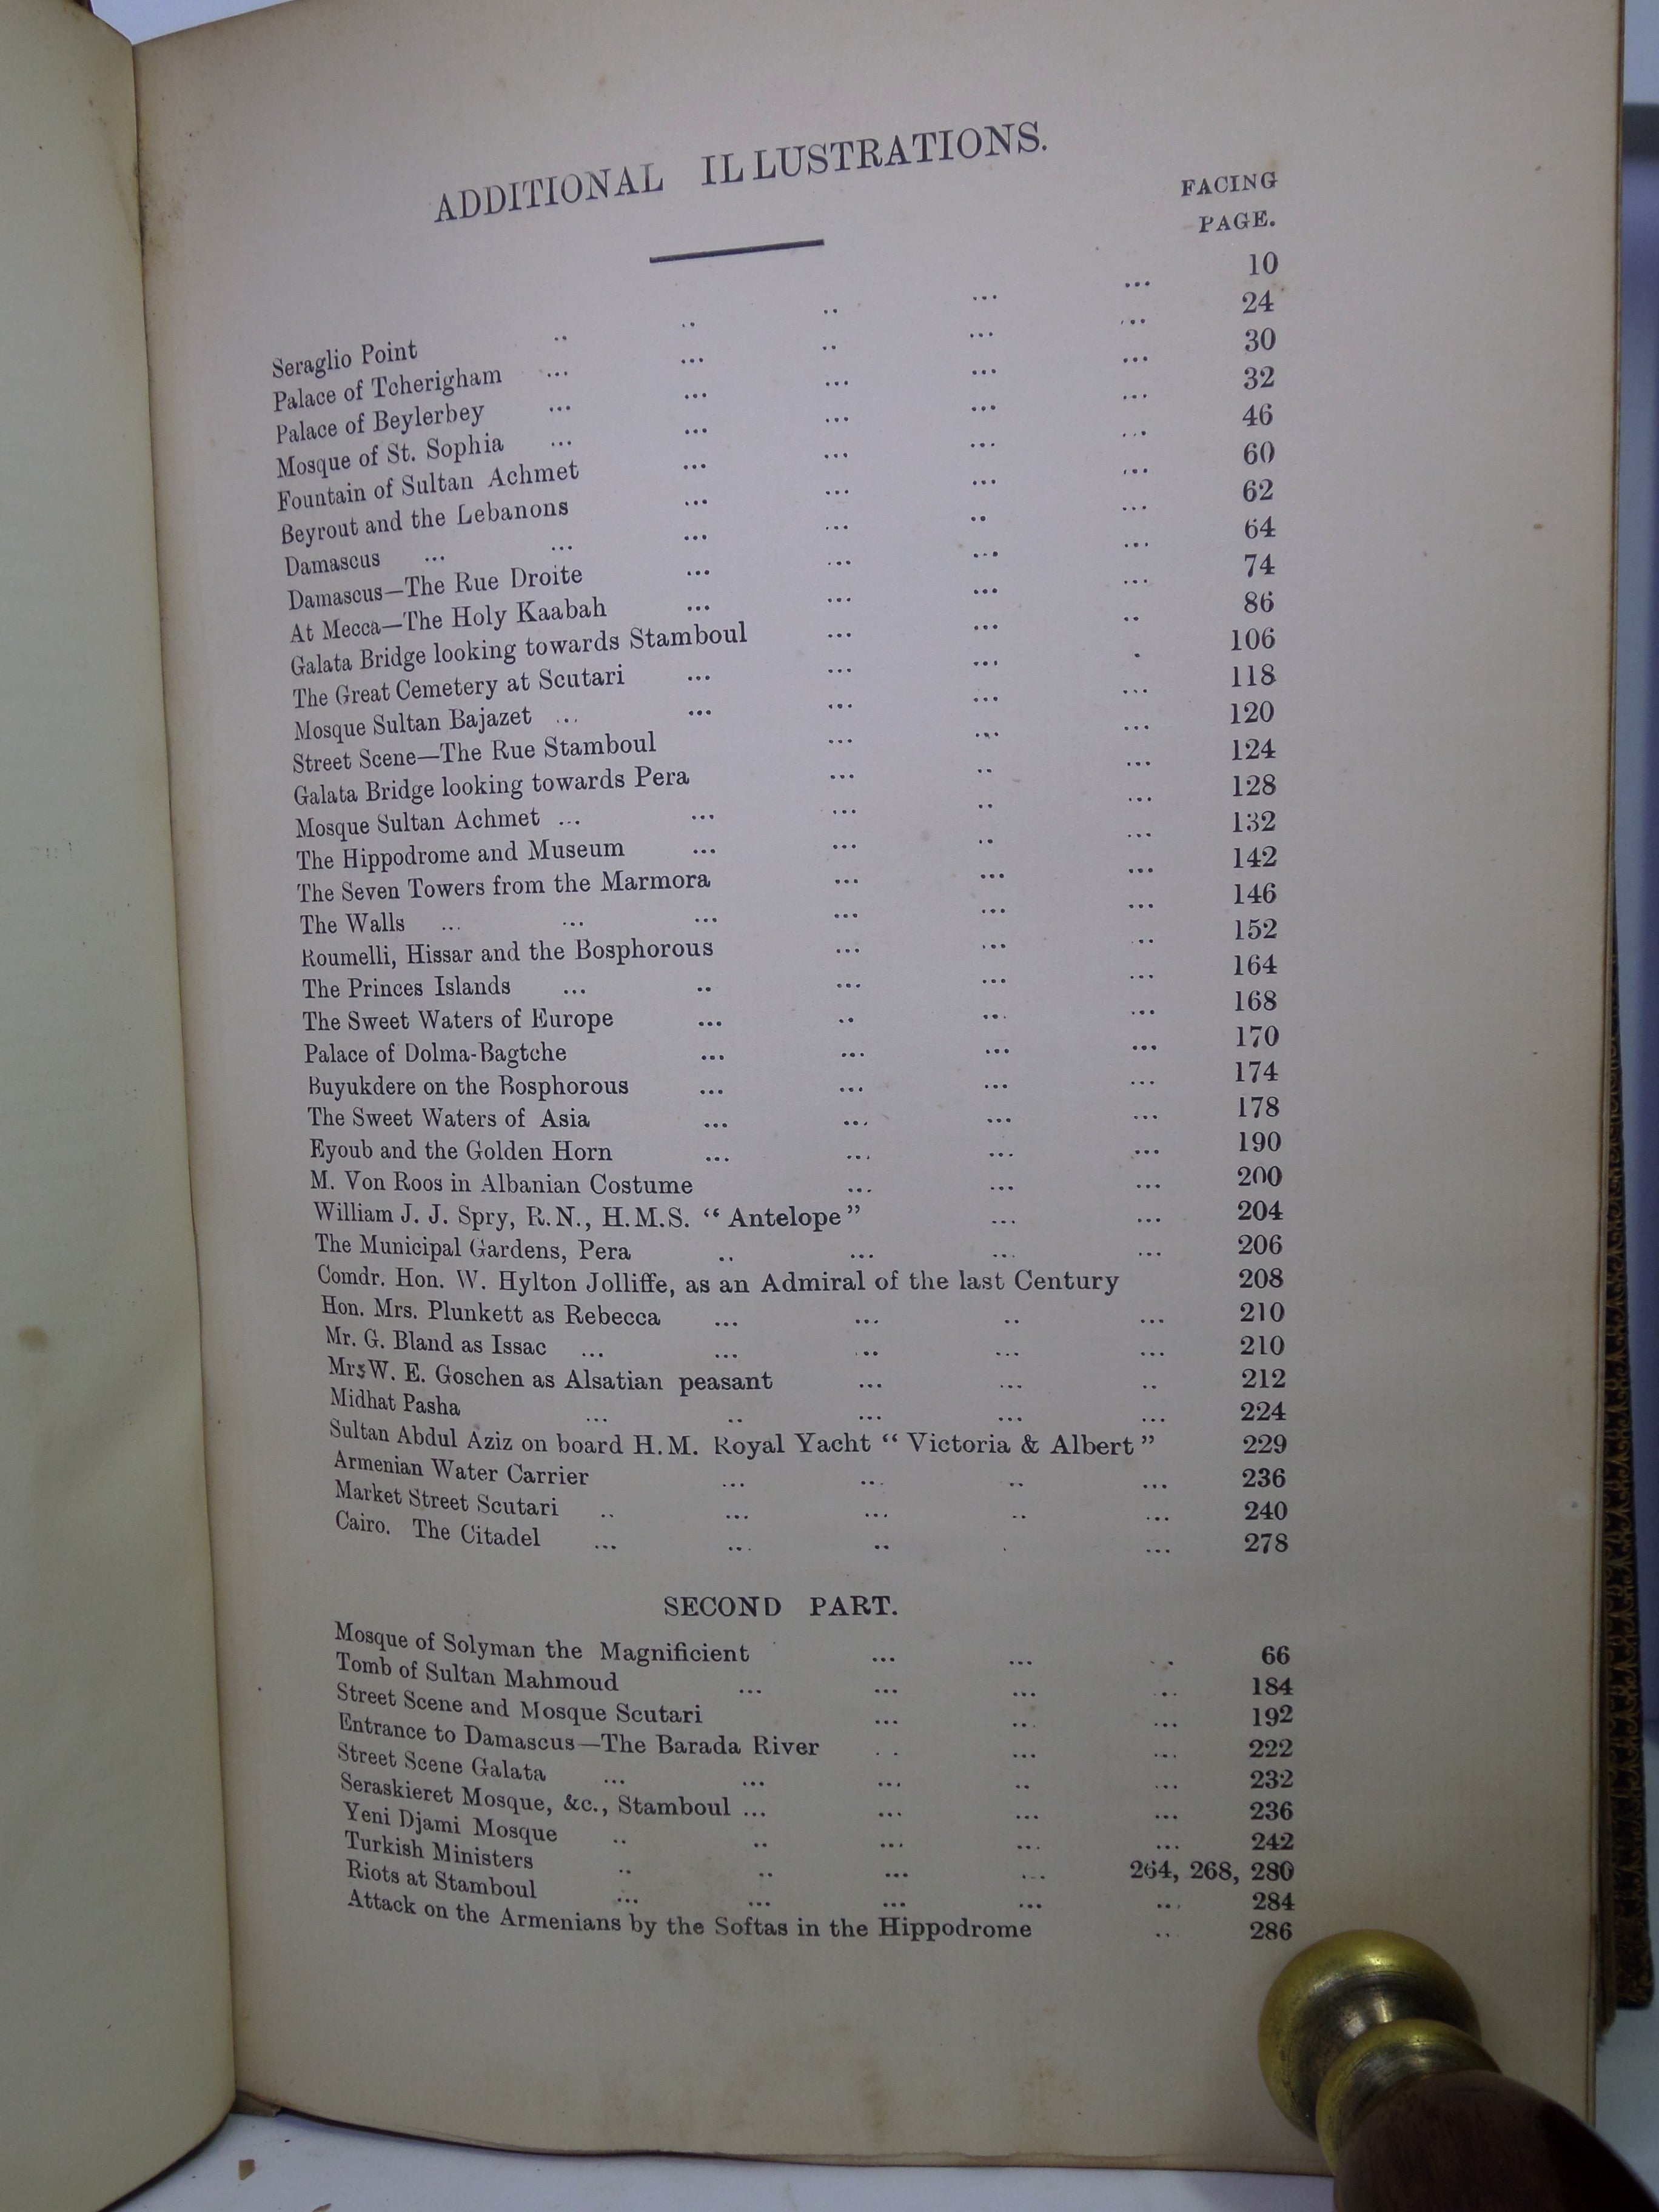 ADDITIONAL ILLUSTRATIONS.
FACING
PAGE.
Seraglio Point .. .. .. ... ... 10
Palace of Tcherigham ... ... .. ... ... 24
Palace of Beylerbey ... ... ... ... ... 30
Mosque of St. Sophia ... ... ... ... ... 32
Fountain of Sultan Achmet ... ... ... ... 46
Beyrout and the Lebanons ... ... ... ... 60
Damascus ... ... ... ... .. ... 62
Damascus—The Rue Droite ... ... ... ... 64
At Mecca—The Holy Kaabah ... ... ... ... 74
Galata Bridge looking towards Stamboul ... ... .. 86
The Great Cemetery at Scutari ... ... ... . 106
Mosque Sultan Bajazet ... ... ... ... ... 118
Street Scene—The Rue Stamboul ... ... ... 120
Galata Bridge looking towards Pera ... .. ... 124
Mosque Sultan Achmet ... ... ... .. ... 128
The Hippodrome and Museum ... ... .. ... 132
The Seven Towers from the Marmora ... ... ... 142
The Walls ... ... ... ... ... ... 146
Roumelli, Hissar and the Bosphorous ... ... ... 152
The Princes Islands ... .. ... ... ... 164
The Sweet Waters of Europe ... .. ... ... 168
Palace of Dolma-Bagtche ... ... ... ... 170
Buyukdere on the Bosphorous ... ... ... ... 174
The Sweet Waters of Asia ... ... ... ... 178
Eyoub and the Golden Horn ... ... ... ... 190
M. Von Roos in Albanian Costume ... ... ... 200
William J. J. Spry, R.N., H.M.S. “Antelope” ... ... 204
The Municipal Gardens, Pera .. ... ... ... 206
Comdr. Hon. W. Hylton Jolliffe, as an Admiral of the last Century 208
Hon. Mrs. Plunkett as Rebecca ... ... .. ... 210
Mr. G. Bland as Issac ... ... ... ... ... 210
Mrs W. E. Goschen as Alsatian peasant ... ... .. 212
Midhat Pasha ... .. ... ... ... 224
Sultan Abdul Aziz on board H.M. Royal Yacht “Victoria & Albert” 229
Armenian Water Carrier ... ... .. ... 236
Market Street Scutari .. ... ... .. ... 240
Cairo. The Citadel ... ... .. . ... 278
SECOND PART.
Mosque of Solyman the Magnificient ... ... .. 66
Tomb of Sultan Mahmoud ... ... ... ... 184
Street Scene and Mosque Scutari ... ... ... 192
Entrance to Damascus—The Barada River .. ... ... 222
Street Scene Galata ... ... ... .. ... 232
Seraskieret Mosque, &c., Stamboul ... ... ... ... 236
Yeni Djami Mosque .. .. ... ... ... 242
Turkish Ministers .. .. ... ... 264, 268, 280
Riots at Stamboul ... ... ... ... ... 284
Attack on the Armenians by the Softas in the Hippodrome .. 286